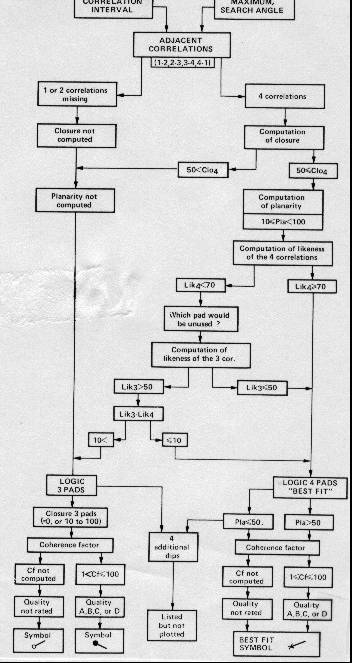 CORRELATION
INTERVAL
MAXIMUM,
SEARCH ANGLE
ADJACENT
CORRELATIONS
(1-2,2-3,3-4,4-1)
1 or 2 correlations
missing
4 correlations
Closure not
computed
Computation
of closure
50<Clo4
50≤Clo4
Planarity not
computed
Computation
of planarity
10≤Pla<100
Computation of likeness
of the 4 correlations
Lik4<70
Lik4≥70
Which pad would
be unused ?
Computation of
likeness of the 3 cor.
Lik3>50
Lik3≤50
Lik3-Lik4
10<
≤10
LOGIC
3 PADS
LOGIC 4 PADS
"BEST FIT"
Closure 3 pads
(=0, or 10 to 100)
4
additional
dips
Pla≤50.
Pla>50
Coherence factor
Coherence factor
Cf not
computed
1<Cf≤100
Cf not
computed
1≤Cf≤100
Quality
not rated
Quality
A,B,C, or D
Listed
but not
plotted
Quality
not rated
Quality
A,B,C, or D
Symbol
Symbol
BEST FIT
SYMBOL